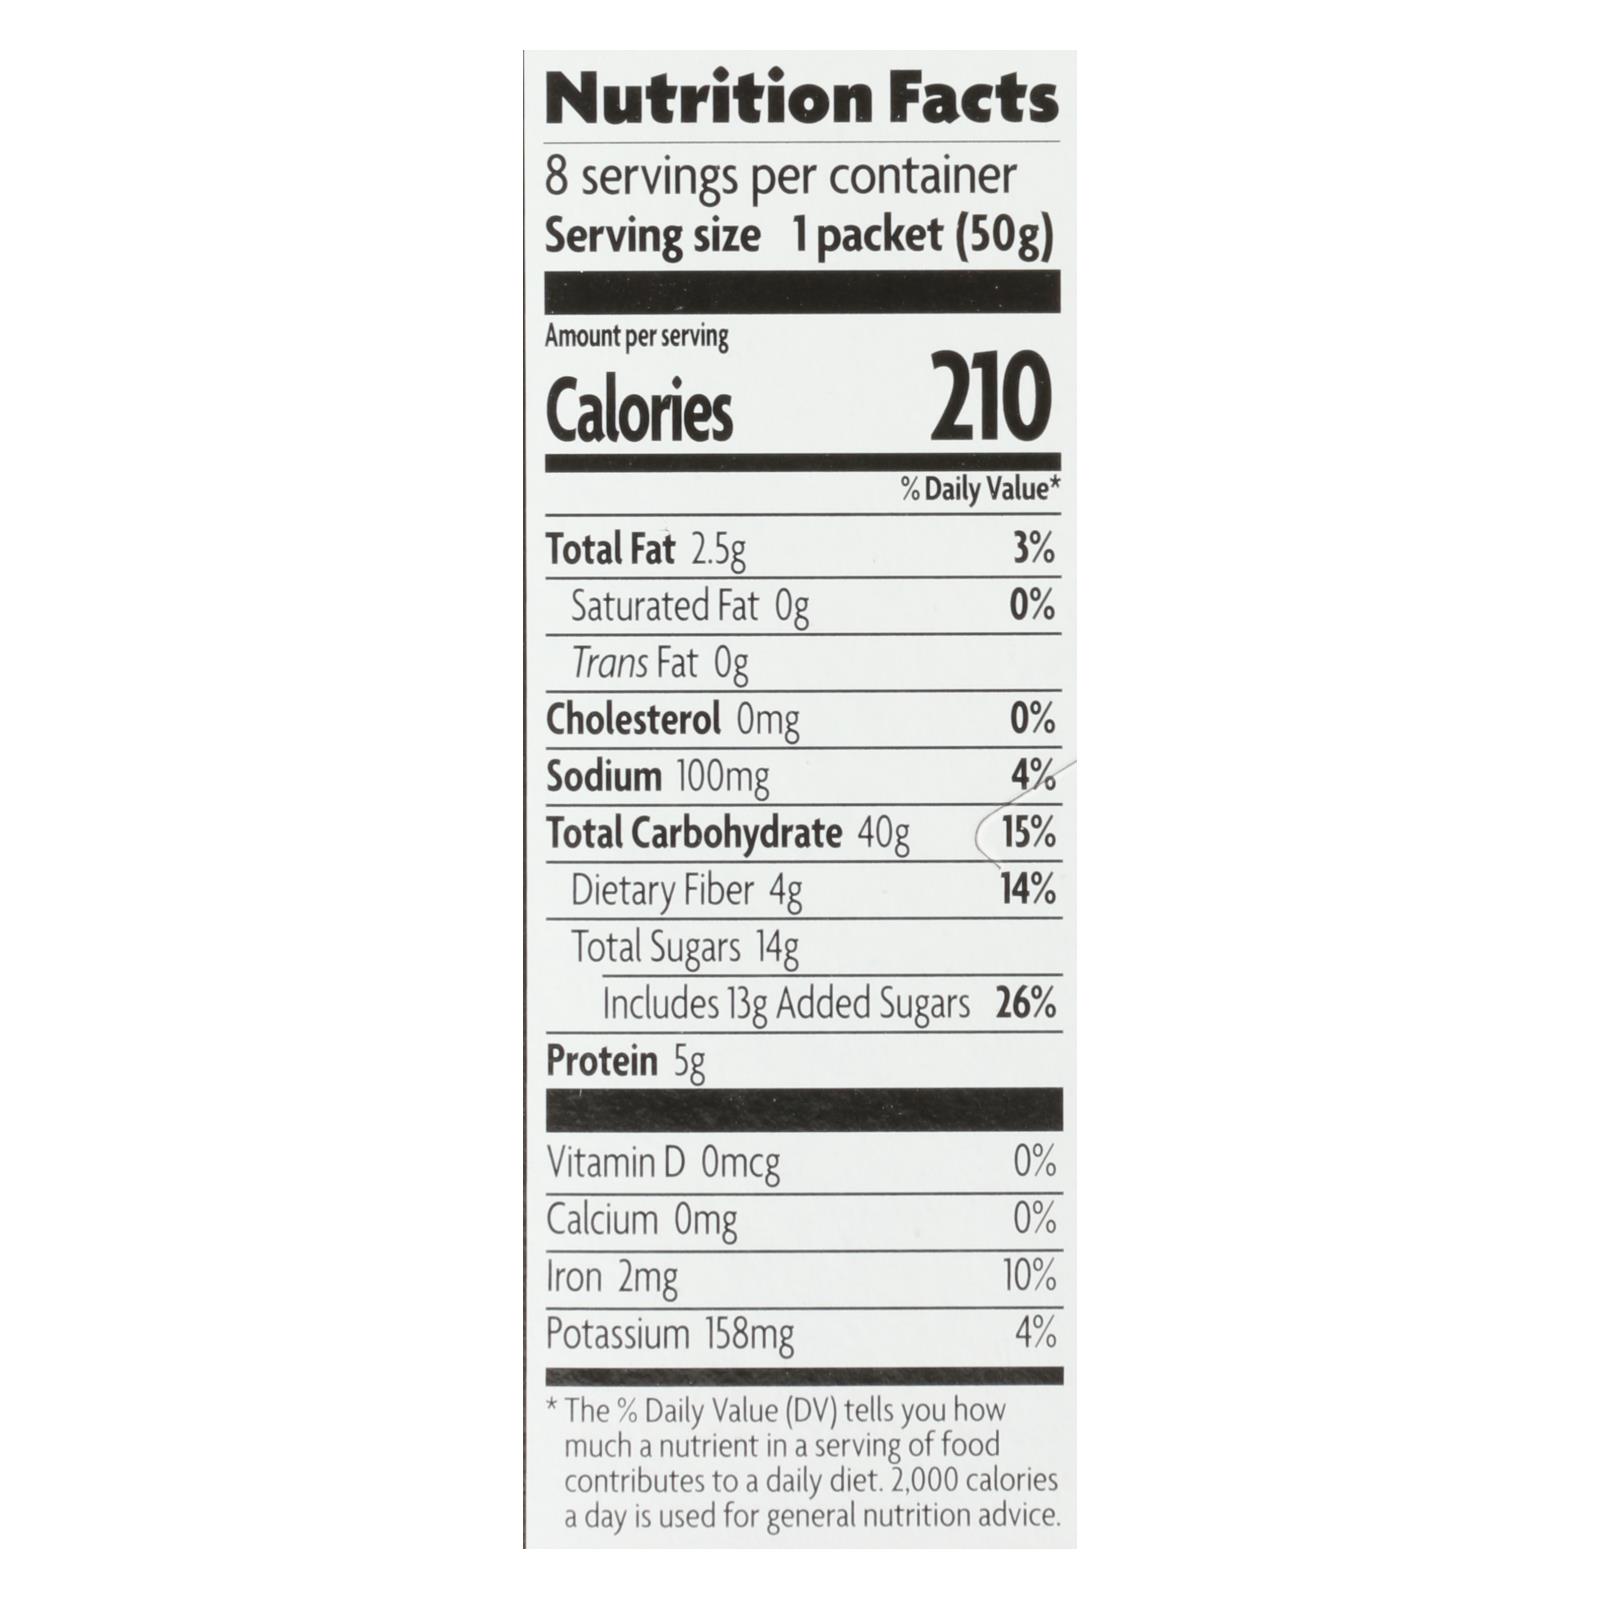 Nutrition Facts
8 servings per container
Serving size 1 packet (50g)
Amount per serving
Calories 210
% Daily Value*
Total Fat 2.5g 3%
Saturated Fat 0g 0%
Trans Fat 0g
Cholesterol 0mg 0%
Sodium 100mg 4%
Total Carbohydrate 40g 15%
Dietary Fiber 4g 14%
Total Sugars 14g
Includes 13g Added Sugars 26%
Protein 5g
Vitamin D 0mcg 0%
Calcium 0mg 0%
Iron 2mg 10%
Potassium 158mg 4%
* The % Daily Value (DV) tells you how
much a nutrient in a serving of food
contributes to a daily diet. 2,000 calories
a day is used for general nutrition advice.